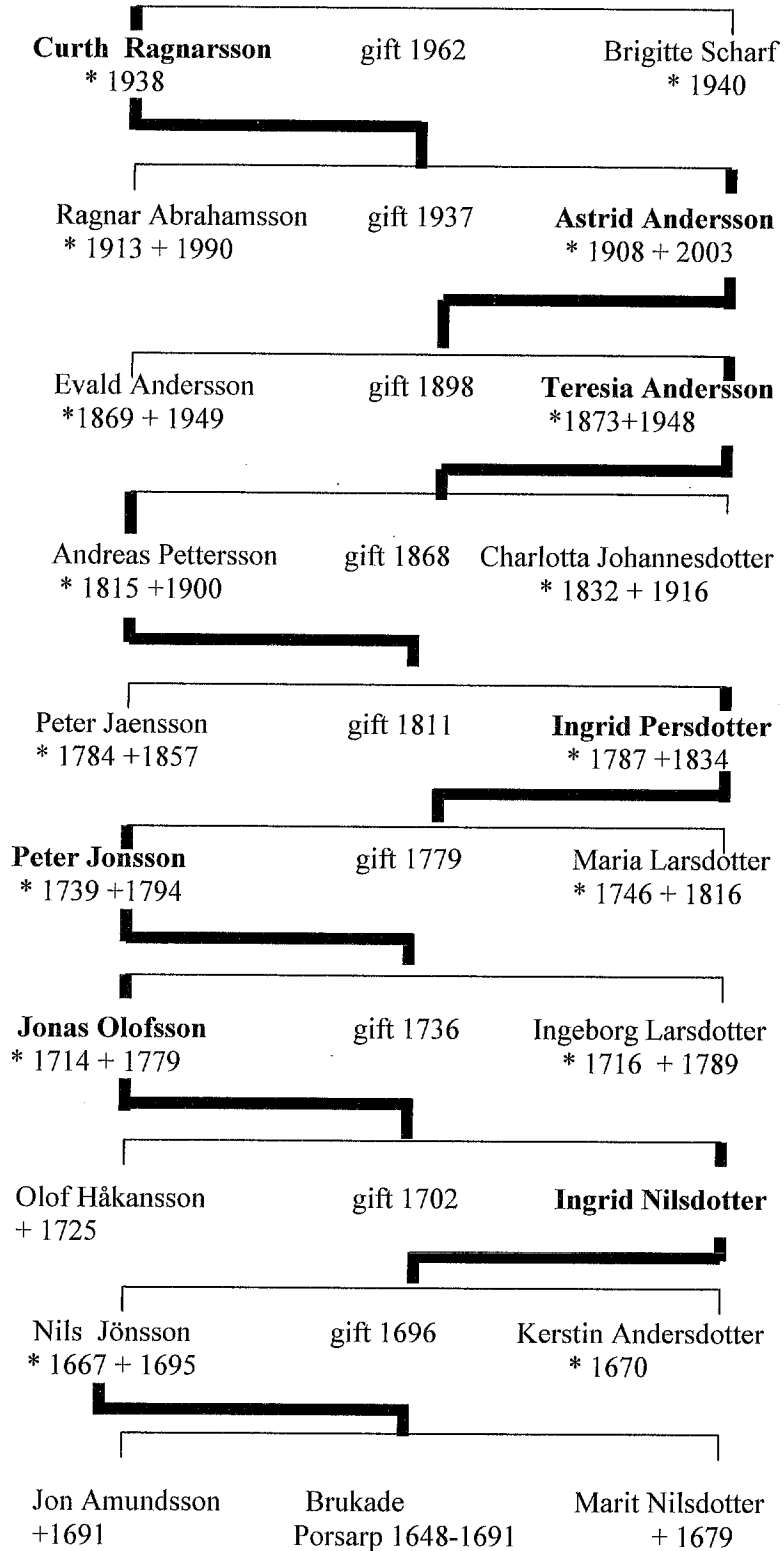 Curth Ragnarsson gift 1962 Brigitte Scharf
* 1938 * 1940
Ragnar Abrahamsson gift 1937 Astrid Andersson
* 1913 + 1990 * 1908 + 2003
Evald Andersson gift 1898 Teresia Andersson
*1869 + 1949 *1873+1948
Andreas Pettersson gift 1868 Charlotta Johannesdotter
* 1815 +1900 * 1832 + 1916
Peter Jaensson gift 1811 Ingrid Persdotter
* 1784 +1857 * 1787 +1834
Peter Jonsson gift 1779 Maria Larsdotter
* 1739 +1794 * 1746 + 1816
Jonas Olofsson gift 1736 Ingeborg Larsdotter
* 1714 + 1779 * 1716 + 1789
Olof Håkansson gift 1702 Ingrid Nilsdotter
+ 1725
Nils Jönsson gift 1696 Kerstin Andersdotter
* 1667 + 1695 * 1670
Jon Amundsson Brukade Marit Nilsdotter
+1691 Porsarp 1648-1691 + 1679